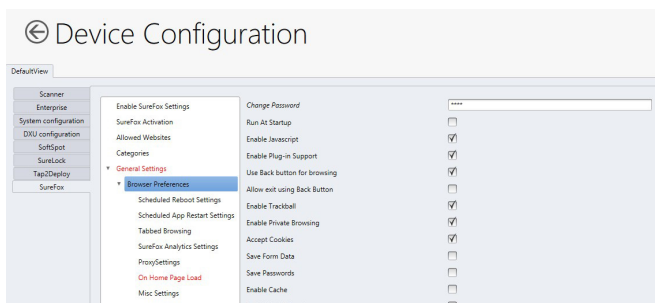 Device Configuration
DefaultView
Scanner
Enterprise
System configuration
DXU configuration
SoftSpot
SureLock
Tap2Deploy
SureFox
Enable SureFox Settings
SureFox Activation
Allowed Websites
Categories
General Settings
Browser Preferences
Scheduled Reboot Settings
Scheduled App Restart Settings
Tabbed Browsing
SureFox Analytics Settings
ProxySettings
On Home Page Load
Misc Settings
Change Password ****
Run At Startup
Enable Javascript
Enable Plug-in Support
Use Back button for browsing
Allow exit using Back Button
Enable Trackball
Enable Private Browsing
Accept Cookies
Save Form Data
Save Passwords
Enable Cache